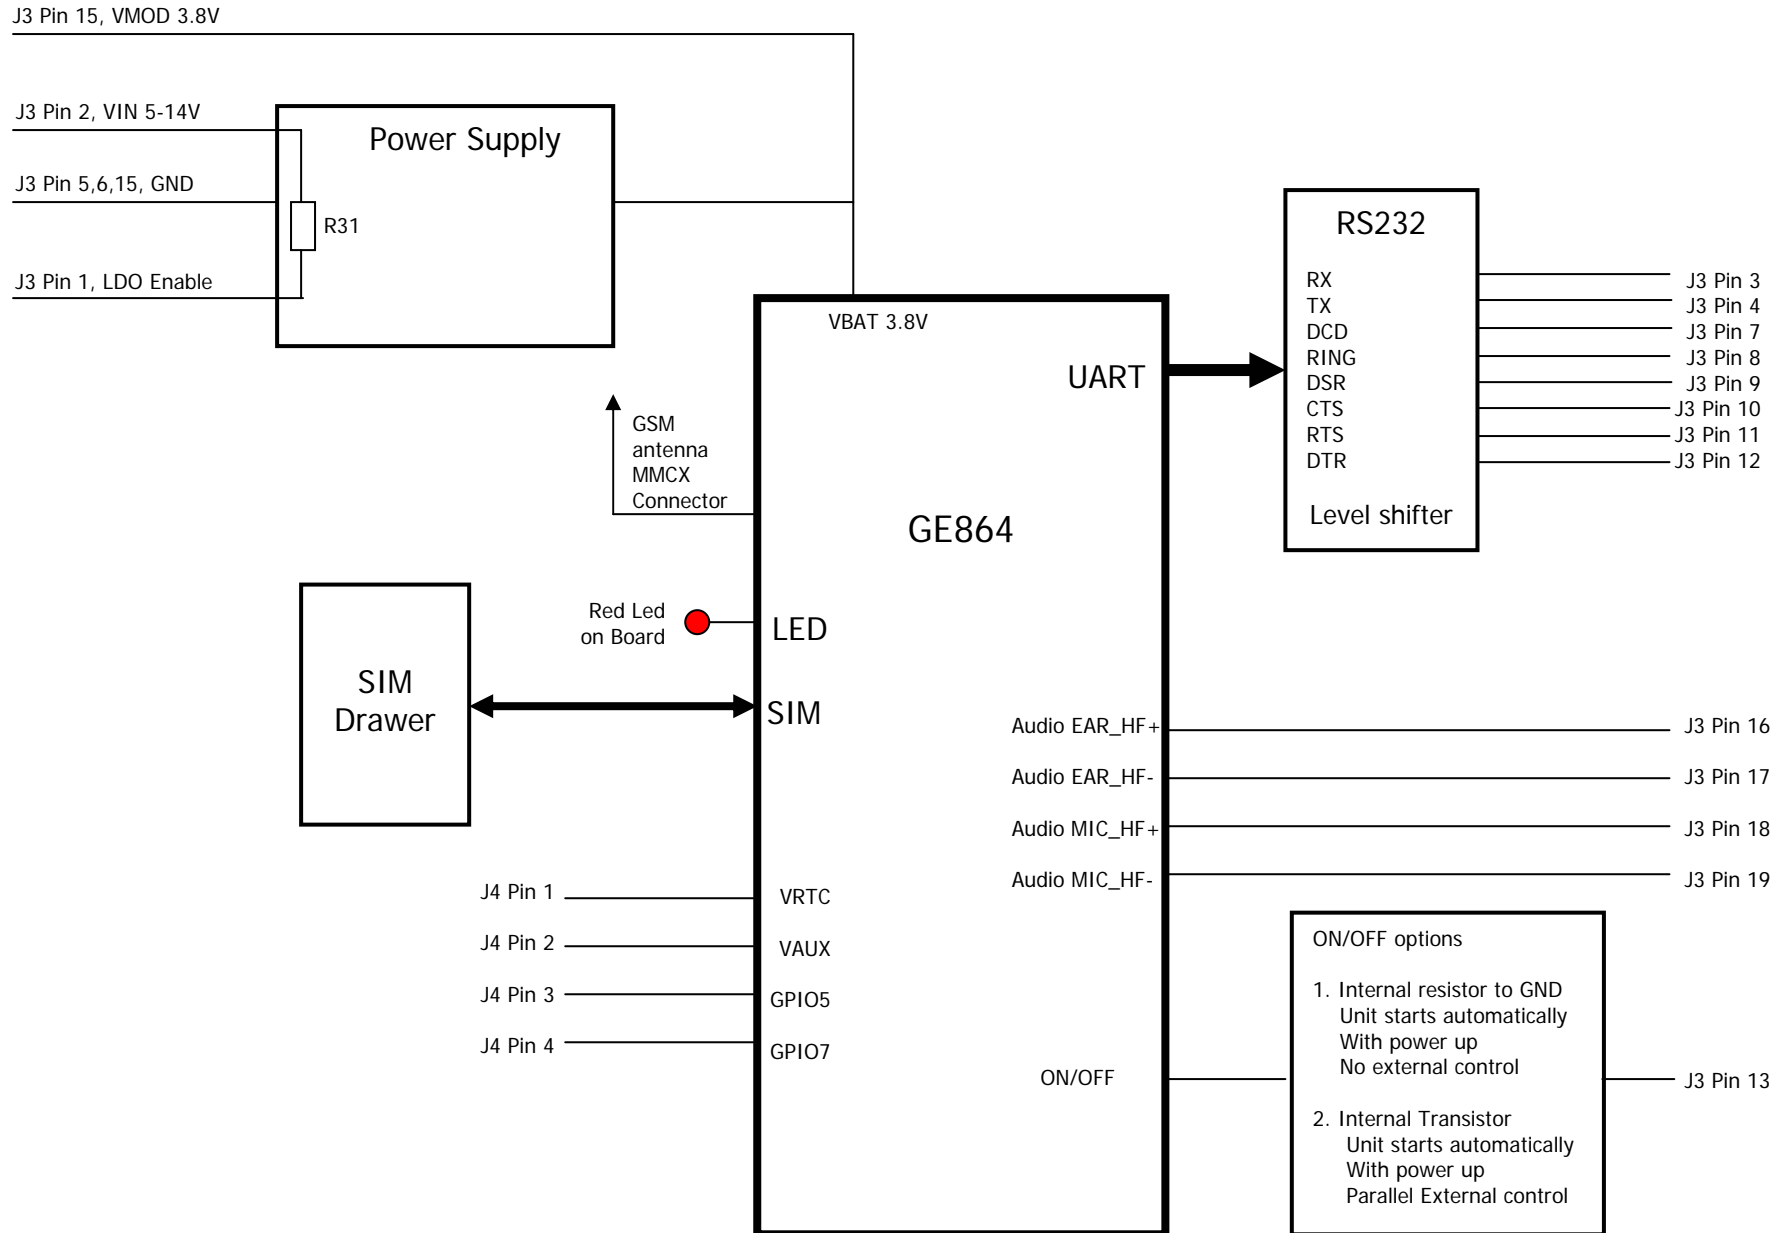 J3 Pin 15, VMOD 3.8V
J3 Pin 2, VIN 5-14V
Power Supply
J3 Pin 5,6,15, GND
R31
J3 Pin 1, LDO Enable
RS232
RX
TX
DCD
RING
DSR
CTS
RTS
DTR
Level shifter
J3 Pin 3
J3 Pin 4
J3 Pin 7
J3 Pin 8
J3 Pin 9
J3 Pin 10
J3 Pin 11
J3 Pin 12
VBAT 3.8V
UART
GSM
antenna
MMCX
Connector
GE864
Red Led
on Board
LED
SIM
Drawer
SIM
Audio EAR_HF+
J3 Pin 16
Audio EAR_HF-
J3 Pin 17
Audio MIC_HF+
J3 Pin 18
Audio MIC_HF-
J3 Pin 19
J4 Pin 1
VRTC
J4 Pin 2
VAUX
J4 Pin 3
GPIO5
J4 Pin 4
GPIO7
ON/OFF
ON/OFF options
1. Internal resistor to GND
Unit starts automatically
With power up
No external control
2. Internal Transistor
Unit starts automatically
With power up
Parallel External control
J3 Pin 13